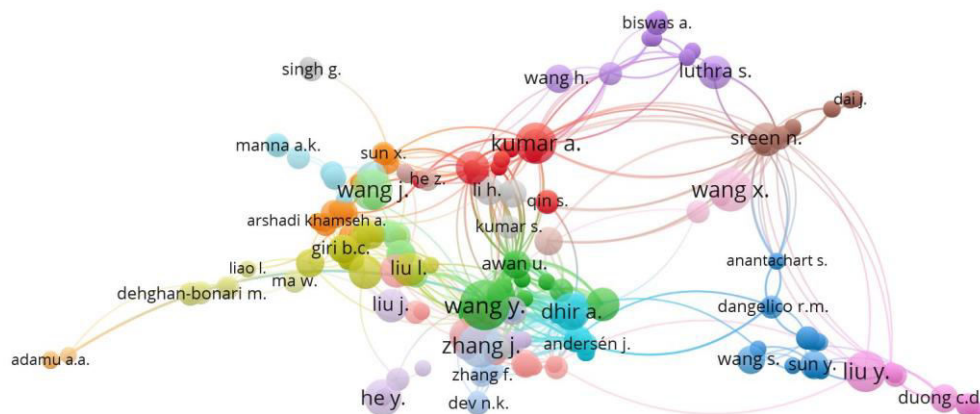 biswas a.
singh g.
wang h.
luthra s.
dai j.
manna a.k.
sun x.
kumar a.
sreen n.
he z.
wang j.
li h.
qin s.
wang x.
arshadi khamseh a.
kumar s.
giri b.c.
liao l.
liu l.
awan u.
anantachart s.
ma w.
dehghan-bonari m.
liu j.
wang y.
dhir a.
dangelico r.m.
zhang j.
andersén j.
adamu a.a.
wang s.
sun y.
liu y.
zhang f.
he y.
dev n.k.
duong c.d.